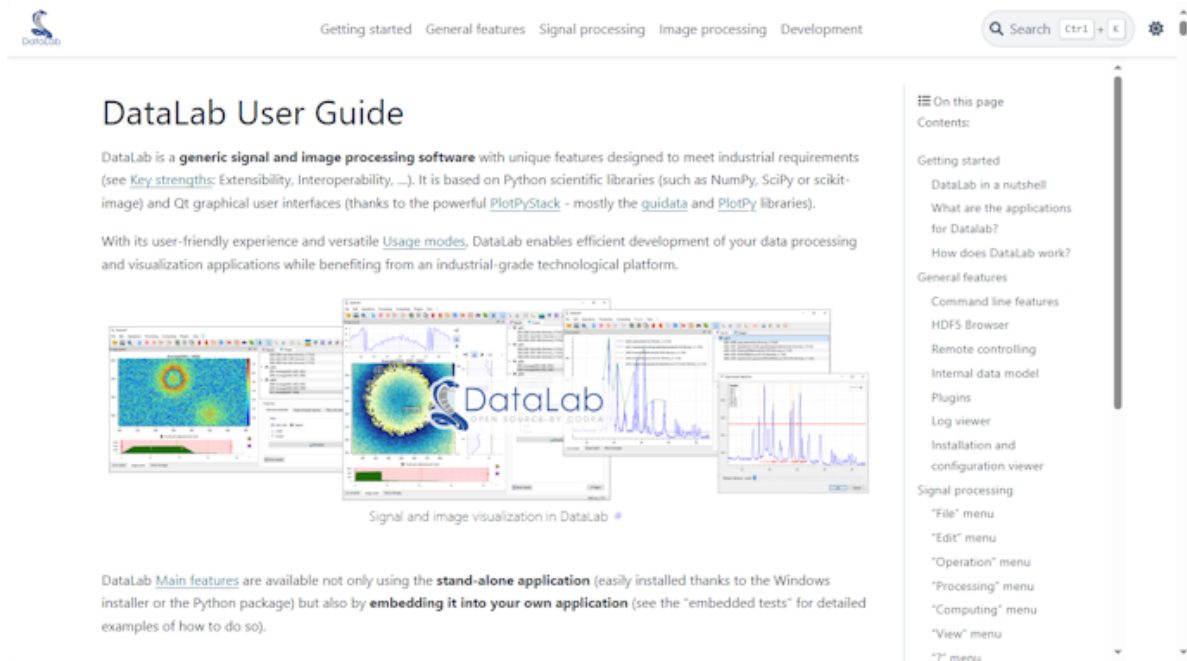 DataLab
Getting started General features Signal processing Image processing Development
Search Ctrl + K
DataLab User Guide
DataLab is a generic signal and image processing software with unique features designed to meet industrial requirements
(see Key strengths: Extensibility, Interoperability, ...). It is based on Python scientific libraries (such as NumPy, SciPy or scikit-
image) and Qt graphical user interfaces (thanks to the powerful PlotPyStack - mostly the guidata and PlotPy libraries).
With its user-friendly experience and versatile Usage modes, DataLab enables efficient development of your data processing
and visualization applications while benefiting from an industrial-grade technological platform.
DataLab
OPEN SOURCE BY CODRA
Signal and image visualization in DataLab #
DataLab Main features are available not only using the stand-alone application (easily installed thanks to the Windows
installer or the Python package) but also by embedding it into your own application (see the "embedded tests" for detailed
examples of how to do so).
On this page
Contents:
Getting started
DataLab in a nutshell
What are the applications
for Datalab?
How does DataLab work?
General features
Command line features
HDF5 Browser
Remote controlling
Internal data model
Plugins
Log viewer
Installation and
configuration viewer
Signal processing
"File" menu
"Edit" menu
"Operation" menu
"Processing" menu
"Computing" menu
"View" menu
"?" menu